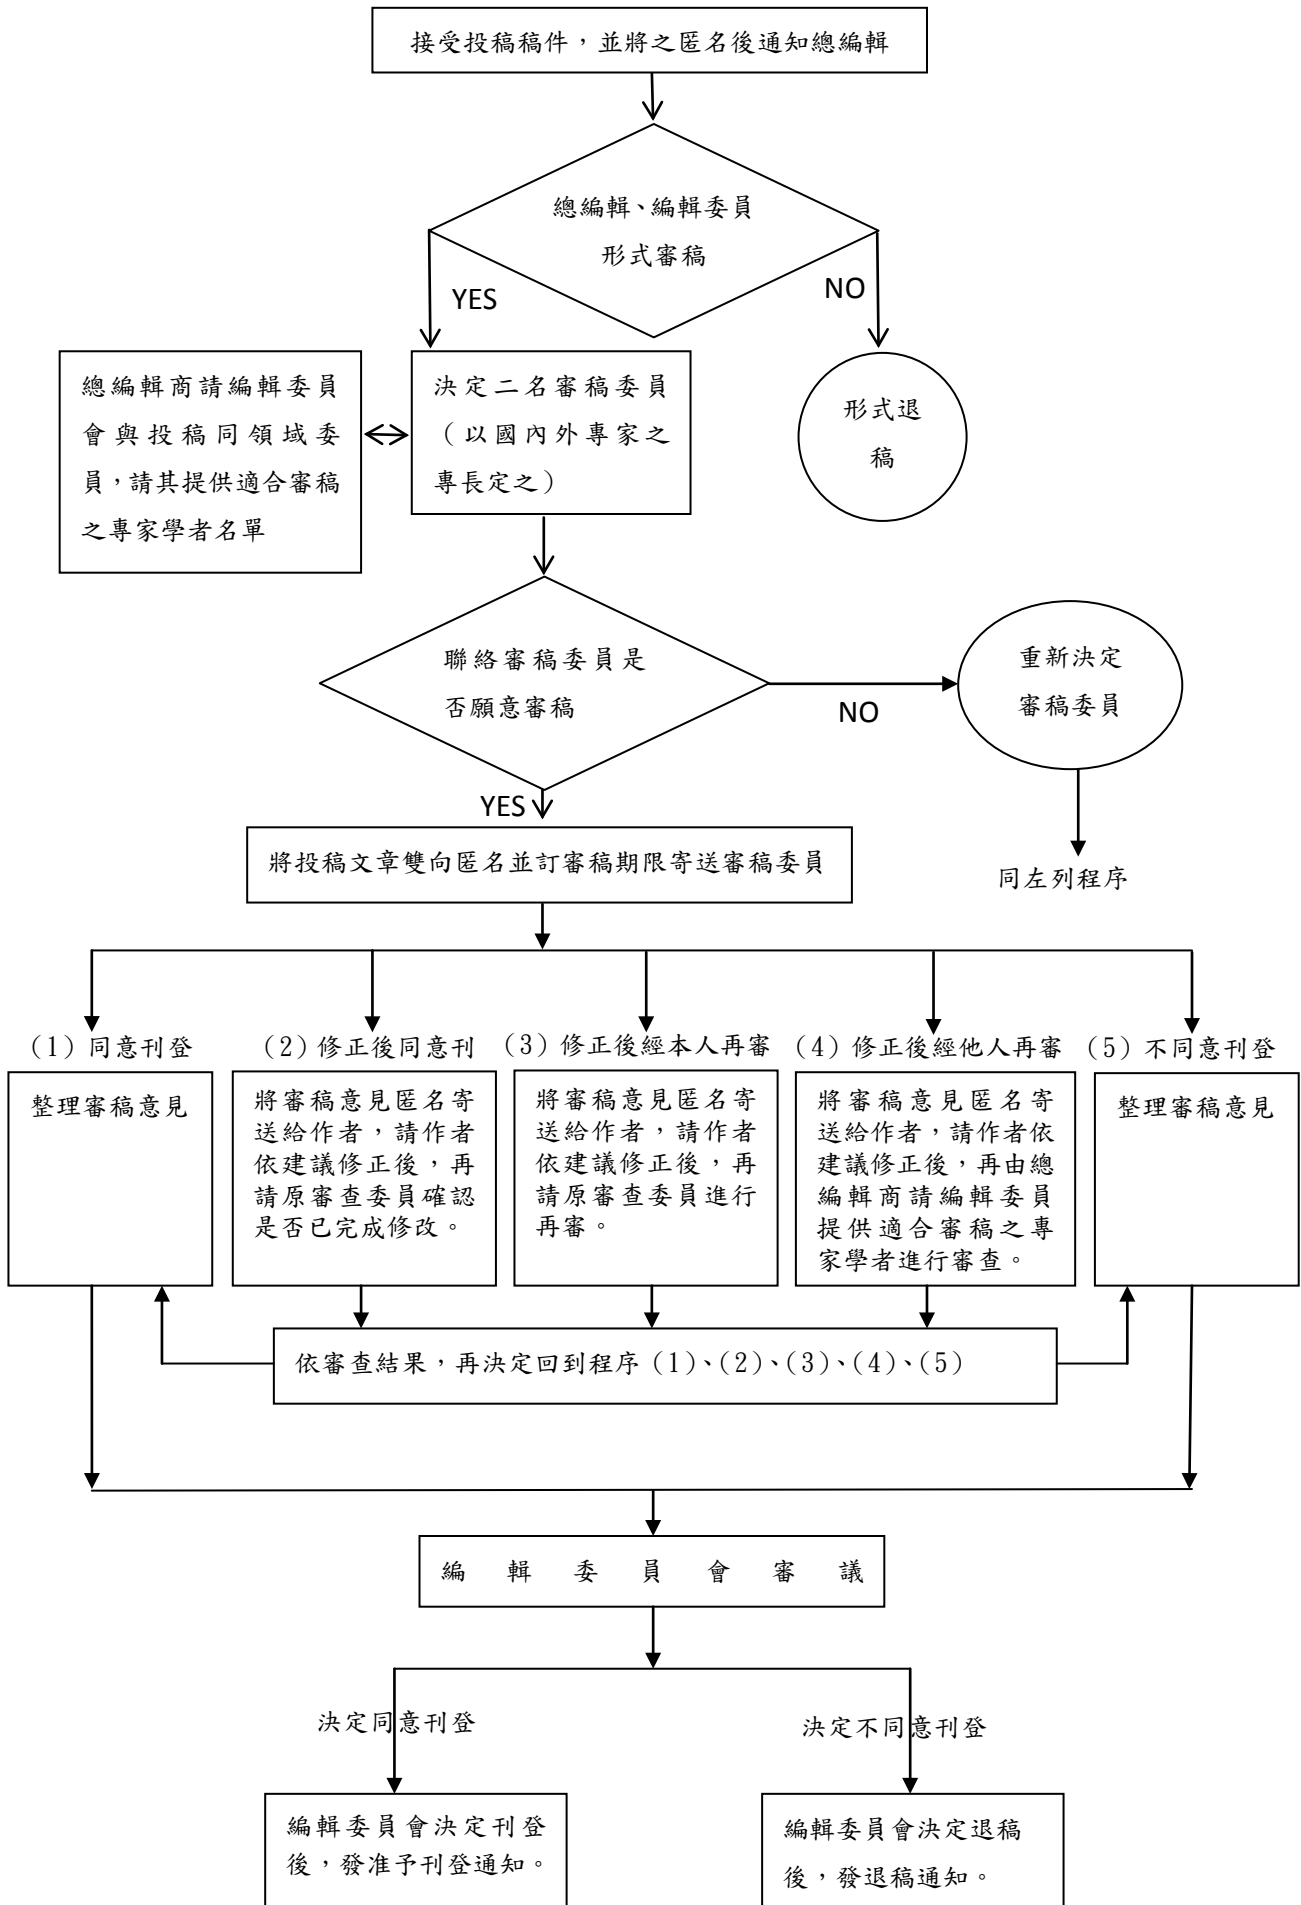 接受投稿稿件，並將之匿名後通知總編輯
總編輯、編輯委員
形式審稿
YES
NO
總編輯商請編輯委員
會與投稿同領域委
員，請其提供適合審稿
之專家學者名單
決定二名審稿委員
（以國內外專家之
專長定之）
形式退
稿
聯絡審稿委員是
否願意審稿
NO
重新決定
審稿委員
YES
將投稿文章雙向匿名並訂審稿期限寄送審稿委員
同左列程序
（1）同意刊登
（2）修正後同意刊
（3）修正後經本人再審
（4）修正後經他人再審
（5）不同意刊登
整理審稿意見
將審稿意見匿名寄
送給作者，請作者
依建議修正後，再
請原審查委員確認
是否已完成修改。
將審稿意見匿名寄
送給作者，請作者
依建議修正後，再
請原審查委員進行
再審。
將審稿意見匿名寄
送給作者，請作者依
建議修正後，再由總
編輯商請編輯委員
提供適合審稿之專
家學者進行審查。
整理審稿意見
依審查結果，再決定回到程序（1）、（2）、（3）、（4）、（5）
編輯委員會審議
決定同意刊登
決定不同意刊登
編輯委員會決定刊登
後，發准予刊登通知。
編輯委員會決定退稿
後，發退稿通知。